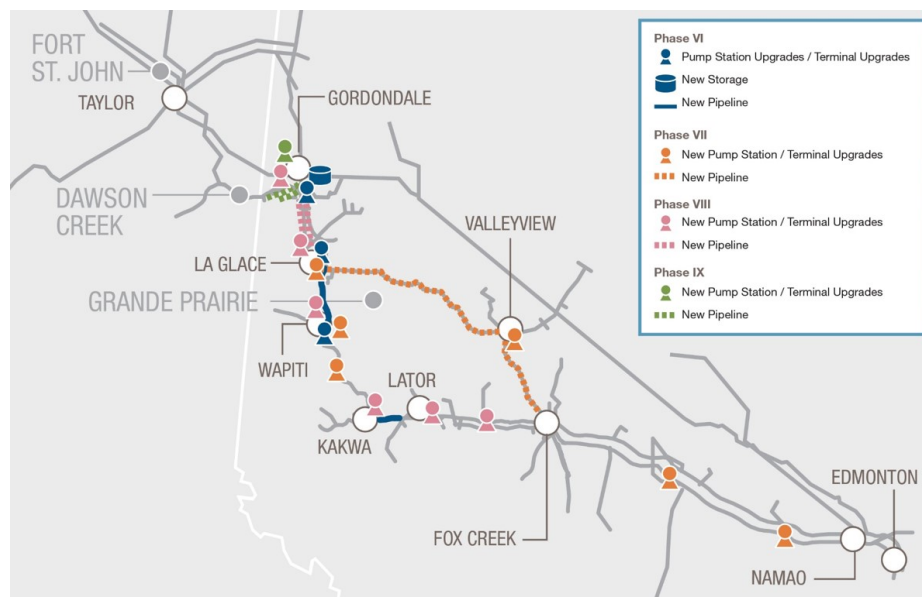 FORT
ST. JOHN
TAYLOR
GORDONDALE
DAWSON
CREEK
LA GLACE
VALLEYVIEW
GRANDE PRAIRIE
WAPITI
LATOR
KAKWA
FOX CREEK
EDMONTON
NAMAO
Phase VI
Pump Station Upgrades / Terminal Upgrades
New Storage
New Pipeline
Phase VII
New Pump Station / Terminal Upgrades
New Pipeline
Phase VIII
New Pump Station / Terminal Upgrades
New Pipeline
Phase IX
New Pump Station / Terminal Upgrades
New Pipeline